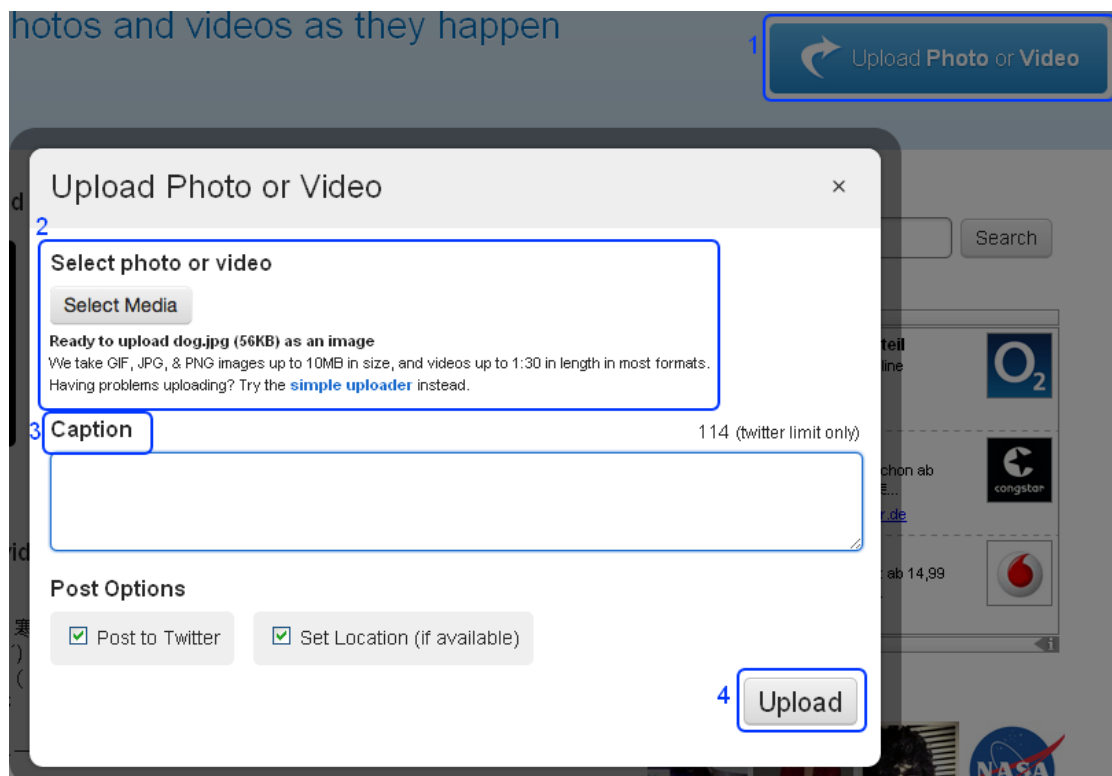 hotos and videos as they happen
1
Upload Photo or Video
d
Upload Photo or Video
×
2
Search
Select photo or video
Select Media
Ready to upload dog.jpg (56KB) as an image
We take GIF, JPG, & PNG images up to 10MB in size, and videos up to 1:30 in length in most formats.
Having problems uploading? Try the simple uploader instead.
teil
line
O2
3
Caption
114 (twitter limit only)
chon ab
congstar
r.de
vid
Post Options
ab 14,99
Post to Twitter
Set Location (if available)
寒
4
Upload
NASA